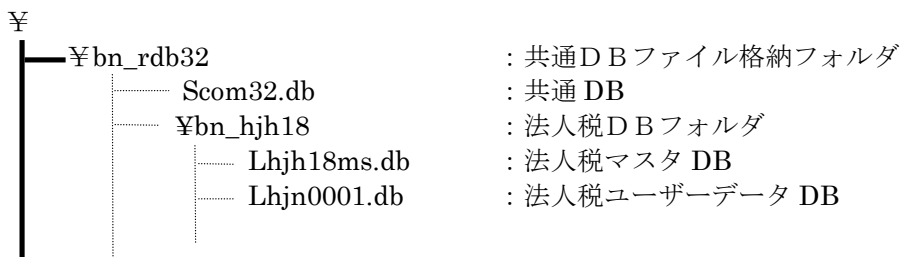 ¥
¥bn_rdb32 : 共通ＤＢファイル格納フォルダ
Scom32.db : 共通 DB
¥bn_hjh18 : 法人税ＤＢフォルダ
Lhjh18ms.db : 法人税マスタ DB
Lhjn0001.db : 法人税ユーザーデータ DB